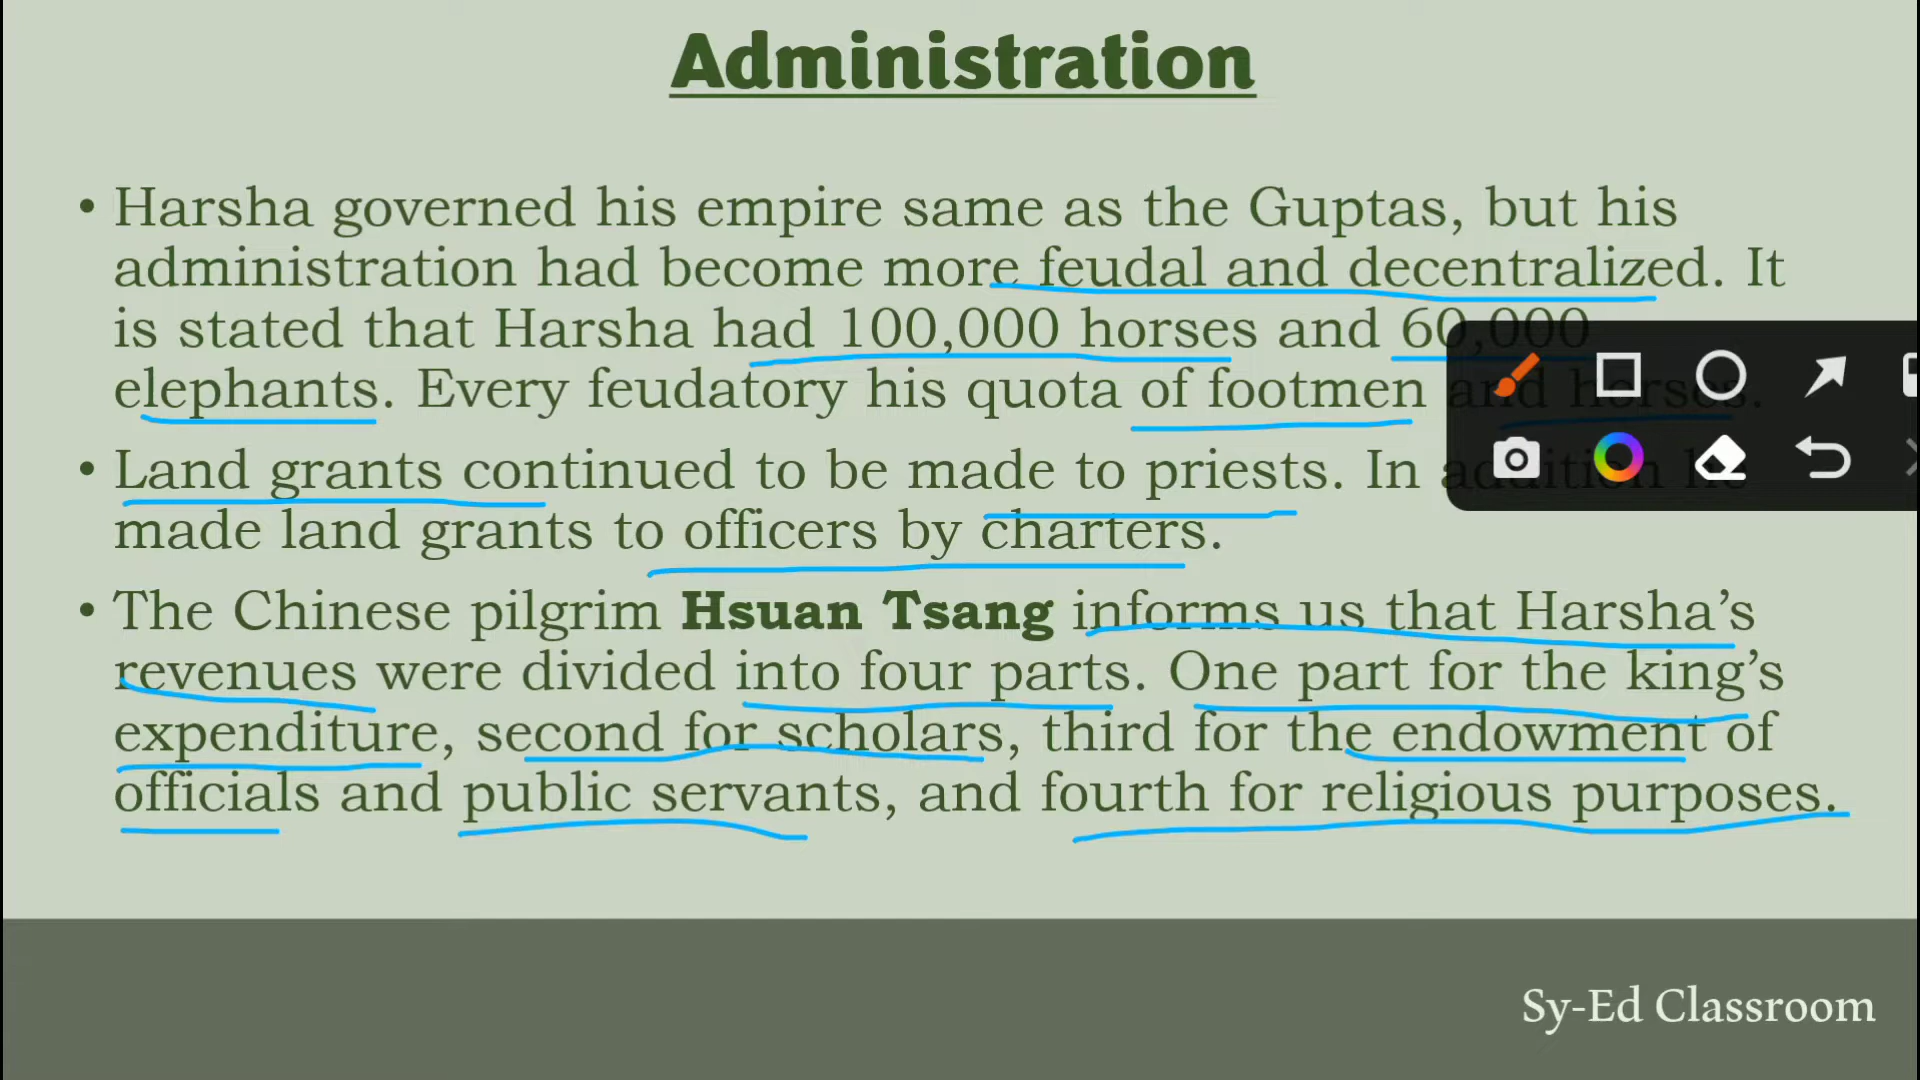 Administration
• Harsha governed his empire same as the Guptas, but his
administration had become more feudal and decentralized. It
is stated that Harsha had 100,000 horses and 60,000
elephants. Every feudatory his quota of footmen and horses.
• Land grants continued to be made to priests. In addition he
made land grants to officers by charters.
• The Chinese pilgrim Hsuan Tsang informs us that Harsha’s
revenues were divided into four parts. One part for the king’s
expenditure, second for scholars, third for the endowment of
officials and public servants, and fourth for religious purposes.
Sy-Ed Classroom